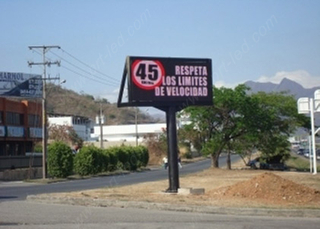 45
RESPETA
LOS LIMITES
DE VELOCIDAD